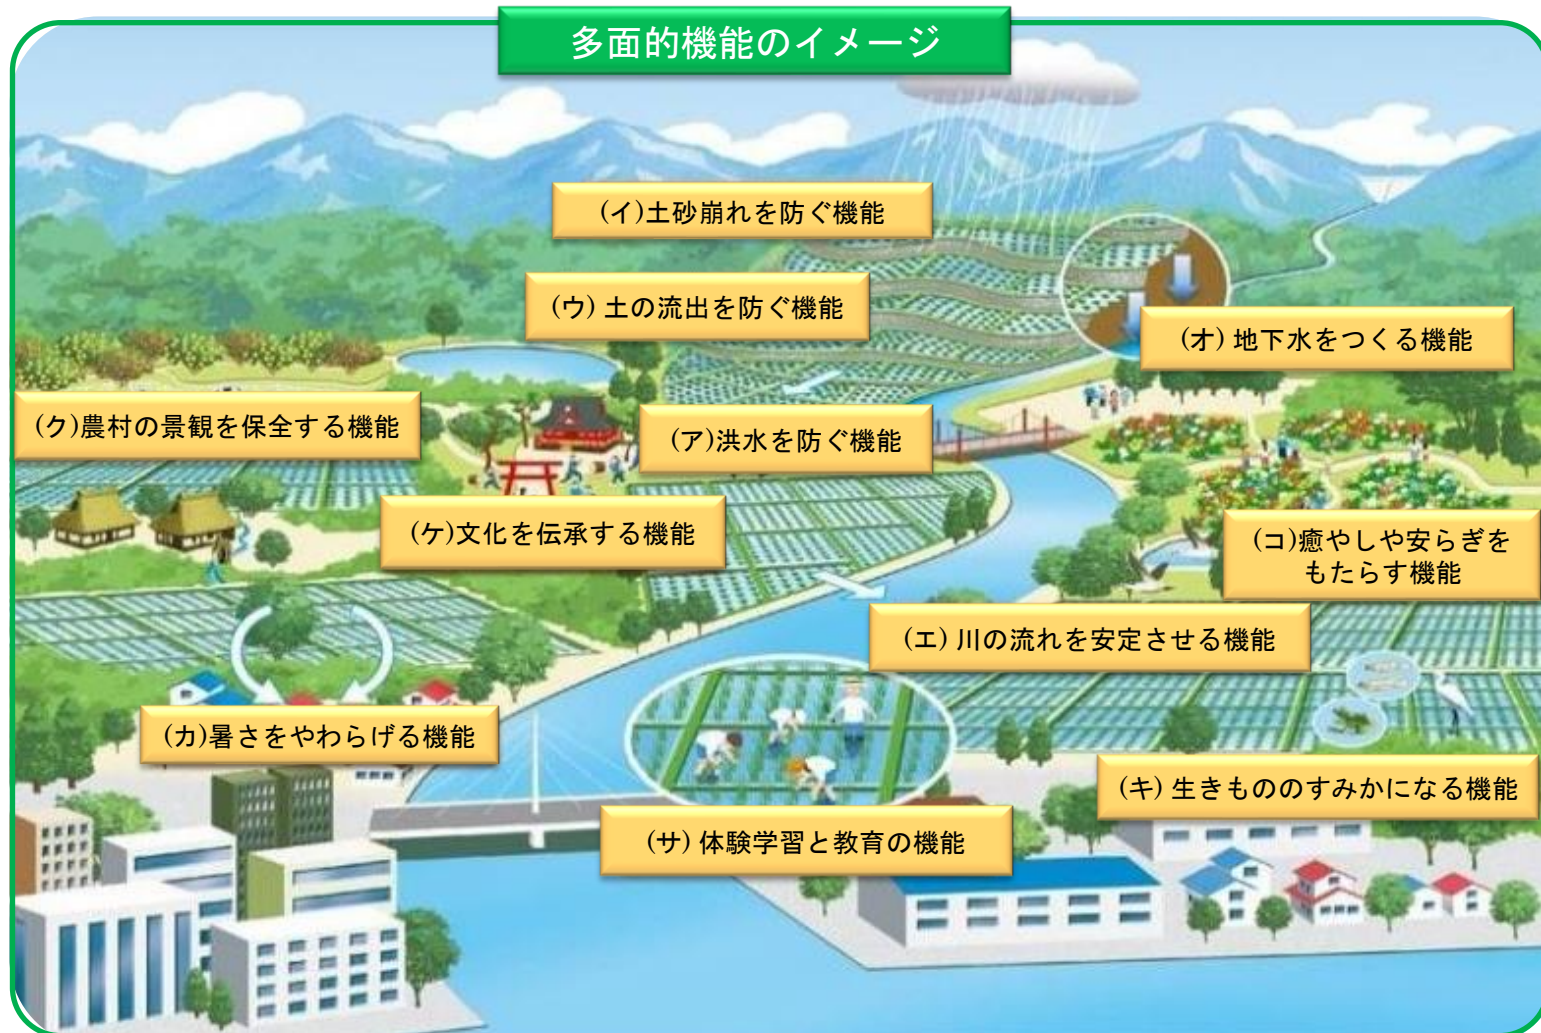 多面的機能のイメージ
(イ)土砂崩れを防ぐ機能
(ウ) 土の流出を防ぐ機能
(オ) 地下水をつくる機能
(ク)農村の景観を保全する機能
(ア)洪水を防ぐ機能
(ケ)文化を伝承する機能
(コ)癒やしや安らぎを
もたらす機能
(エ) 川の流れを安定させる機能
(カ)暑さをやわらげる機能
(キ) 生きもののすみかになる機能
(サ) 体験学習と教育の機能